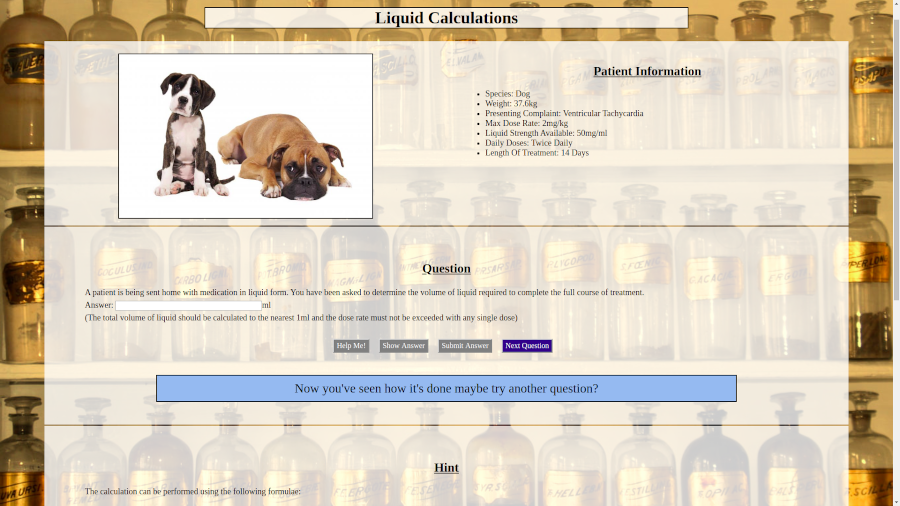 Liquid Calculations
Patient Information
Species: Dog
Weight: 37.6kg
Presenting Complaint: Ventricular Tachycardia
Max Dose Rate: 2mg/kg
Liquid Strength Available: 50mg/ml
Daily Doses: Twice Daily
Length Of Treatment: 14 Days
Question
A patient is being sent home with medication in liquid form. You have been asked to determine the volume of liquid required to complete the full course of treatment.
Answer: ml
(The total volume of liquid should be calculated to the nearest 1ml and the dose rate must not be exceeded with any single dose)
Help Me! Show Answer Submit Answer Next Question
Now you've seen how it's done maybe try another question?
Hint
The calculation can be performed using the following formulae: